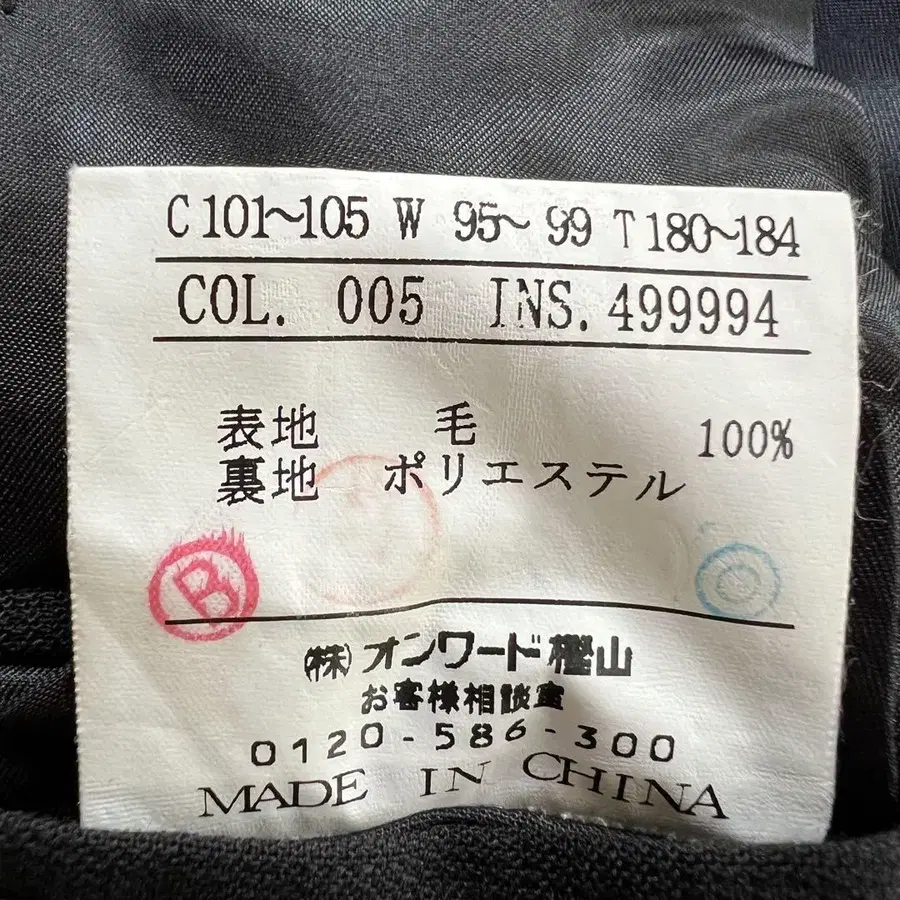 C 101~105 W 95~ 99 T 180~184
COL. 005 INS. 499994
表地 毛 100%
裏地 ポリエステル
B
(株)オンワード樫山
お客様相談室
0120-586-300
MADE IN CHINA